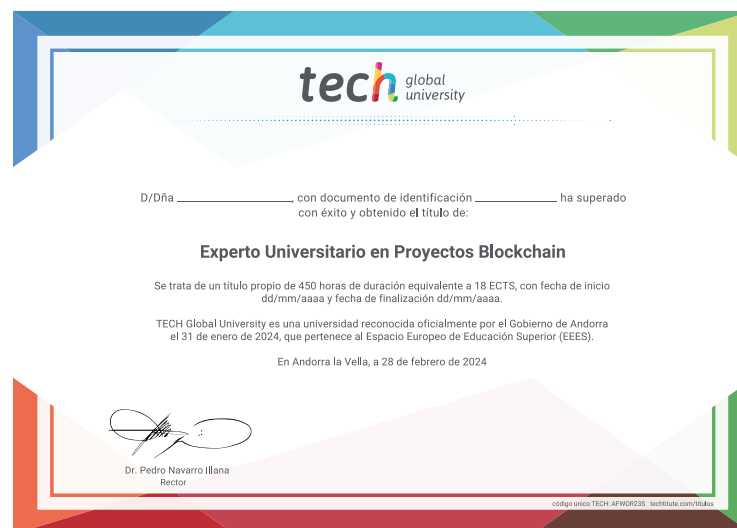 tech global
university
D/Dña ____________, con documento de identificación ____________ ha superado
con éxito y obtenido el título de:
Experto Universitario en Proyectos Blockchain
Se trata de un título propio de 450 horas de duración equivalente a 18 ECTS, con fecha de inicio
dd/mm/aaaa y fecha de finalización dd/mm/aaaa.
TECH Global University es una universidad reconocida oficialmente por el Gobierno de Andorra
el 31 de enero de 2024, que pertenece al Espacio Europeo de Educación Superior (EEES).
En Andorra la Vella, a 28 de febrero de 2024
Dr. Pedro Navarro Illana
Rector
código único TECH: AFWOR23S techtitute.com/titulos